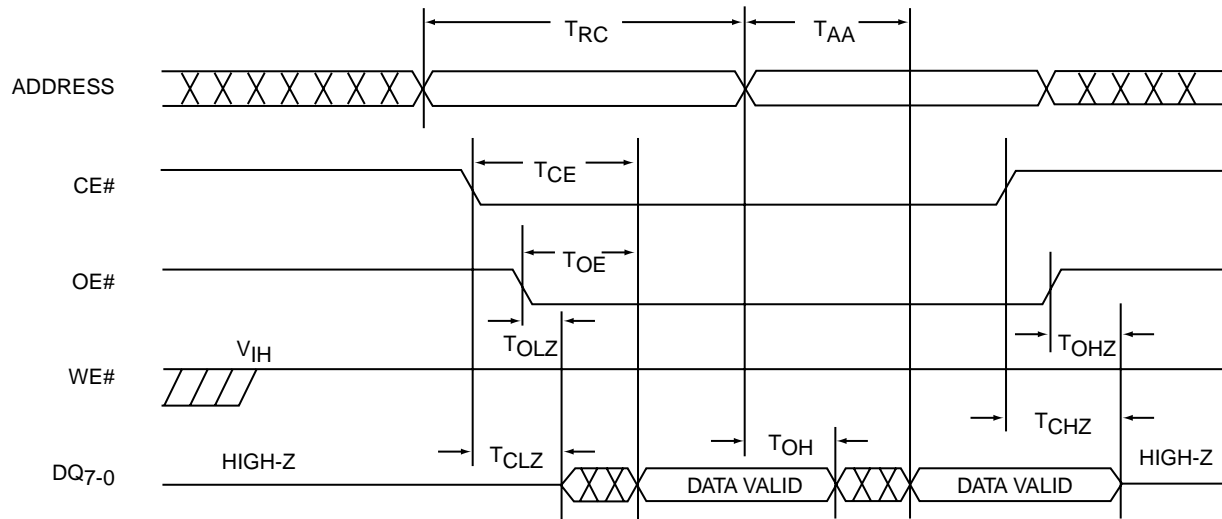 TRC TAA
ADDRESS
TCE
CE#
TOE
OE#
TOLZ TOHZ
VIH
WE#
TCHZ
TCLZ TOH
HIGH-Z HIGH-Z
DQ7-0 DATA VALID DATA VALID